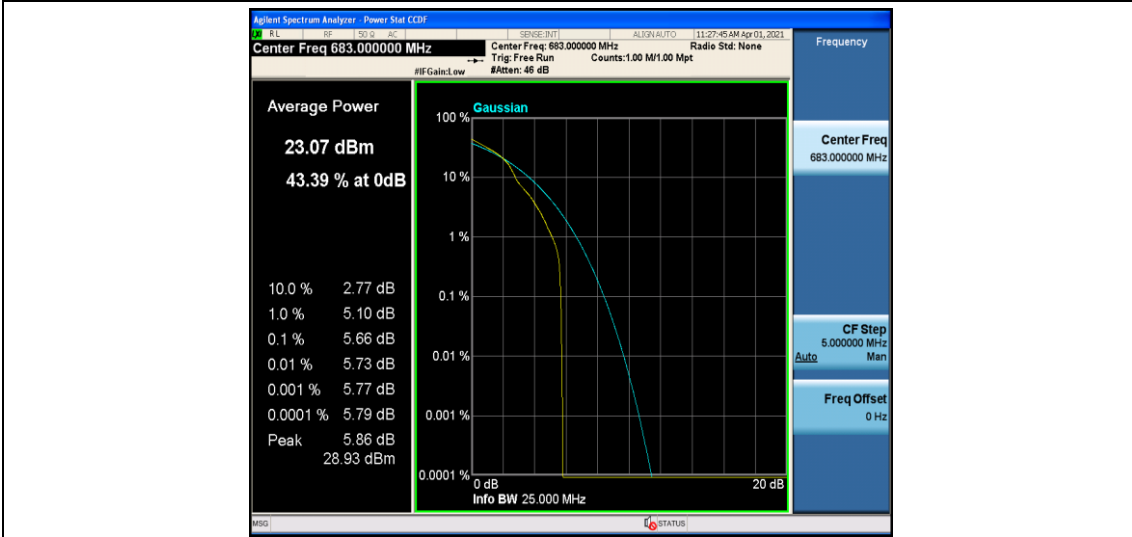 Agilent Spectrum Analyzer - Power Stat CCDF
RL RF 50 Ω AC SENSE:INT ALIGN AUTO 11:27:45 AM Apr 01, 2021
Center Freq 683.000000 MHz Center Freq: 683.000000 MHz Radio Std: None
Trig: Free Run Counts:1.00 M/1.00 Mpt
#IFGain:Low #Atten: 46 dB
Frequency
Average Power
23.07 dBm
43.39 % at 0dB
10.0 % 2.77 dB
1.0 % 5.10 dB
0.1 % 5.66 dB
0.01 % 5.73 dB
0.001 % 5.77 dB
0.0001 % 5.79 dB
Peak 5.86 dB
28.93 dBm
Gaussian
100 %
10 %
1 %
0.1 %
0.01 %
0.001 %
0.0001 %
0 dB 20 dB
Info BW 25.000 MHz
Center Freq
683.000000 MHz
CF Step
5.000000 MHz
Auto Man
Freq Offset
0 Hz
MSG STATUS